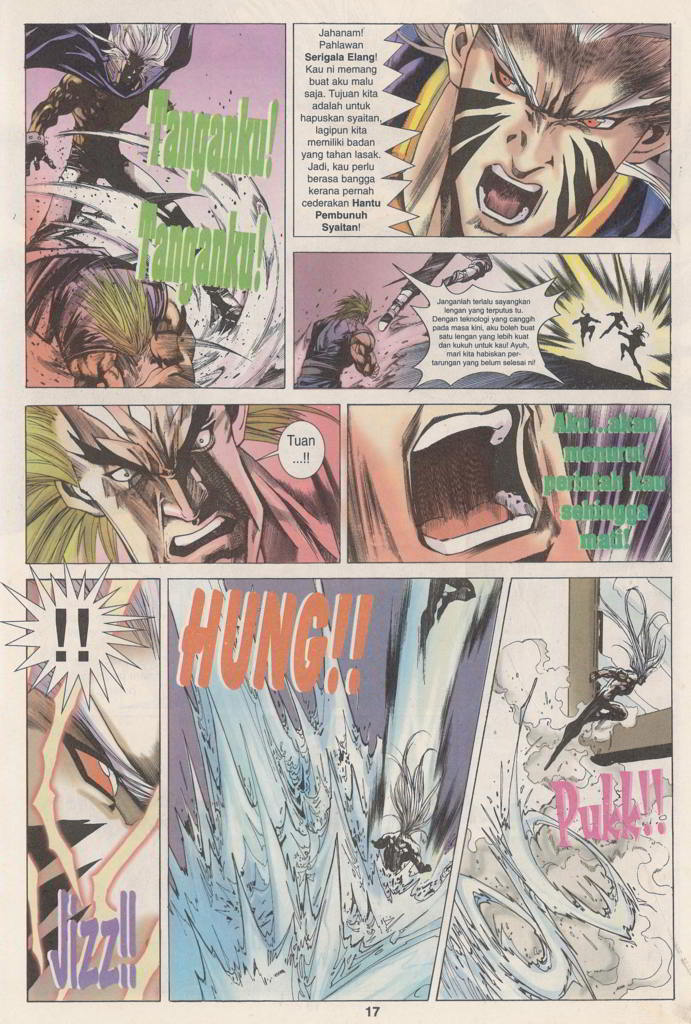 Tanganku!
Tanganku!
Jahanam!
Pahlawan
Serigala Elang!
Kau ni memang
buat aku malu
saja. Tujuan kita
adalah untuk
hapuskan syaitan,
lagipun kita
memiliki badan
yang tahan lasak.
Jadi, kau perlu
berasa bangga
kerana pernah
cederakan Hantu
Pembunuh
Syaitan!
Janganlah terlalu sayangkan
lengan yang terputus tu.
Dengan teknologi yang canggih
pada masa kini, aku boleh buat
satu lengan yang lebih kuat
dan kukuh untuk kau! Ayuh,
mari kita habiskan per-
tarungan yang belum selesai ni!
Tuan
...!!
Aku...akan
menurut
perintah kau
sehingga
mati!
!!
Jizz!!
HUNG!!
Pukk!!
17